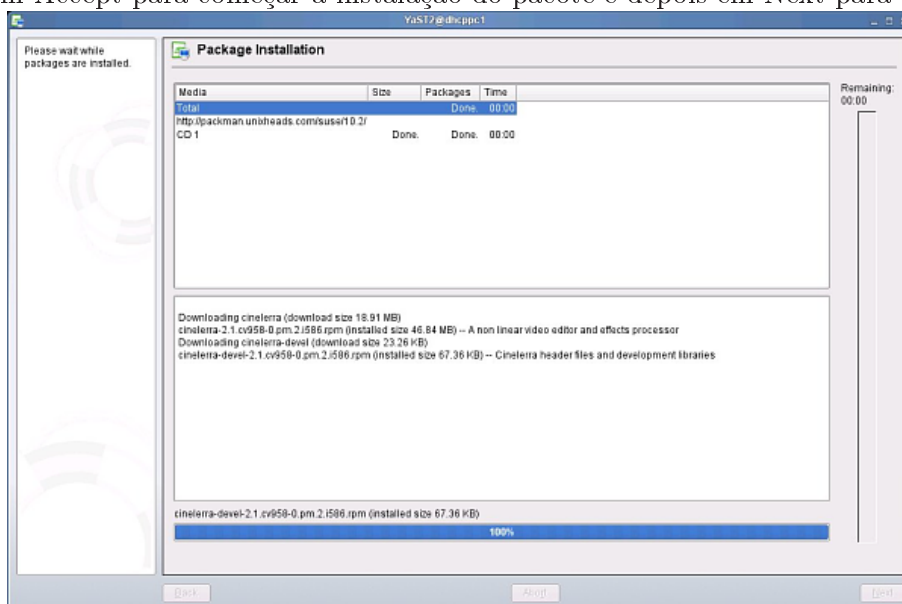 em Accept para começar a instalação do pacote e depois em Next para
YaST2@dhcppc1
Please wait while
packages are installed.
Package Installation
Media Size Packages Time
Total Done. 00:00
http://packman.unixheads.com/suse/10.2/
CD 1 Done. Done. 00:00
Remaining:
00:00
Downloading cinelerra (download size 18.91 MB)
cinelerra-2.1.cv958-0.pm.2.i586.rpm (installed size 46.84 MB) -- A non linear video editor and effects processor
Downloading cinelerra-devel (download size 23.26 KB)
cinelerra-devel-2.1.cv958-0.pm.2.i586.rpm (installed size 67.36 KB) -- Cinelerra header files and development libraries
cinelerra-devel-2.1.cv958-0.pm.2.i586.rpm (installed size 67.36 KB)
100%
Back Abort Next